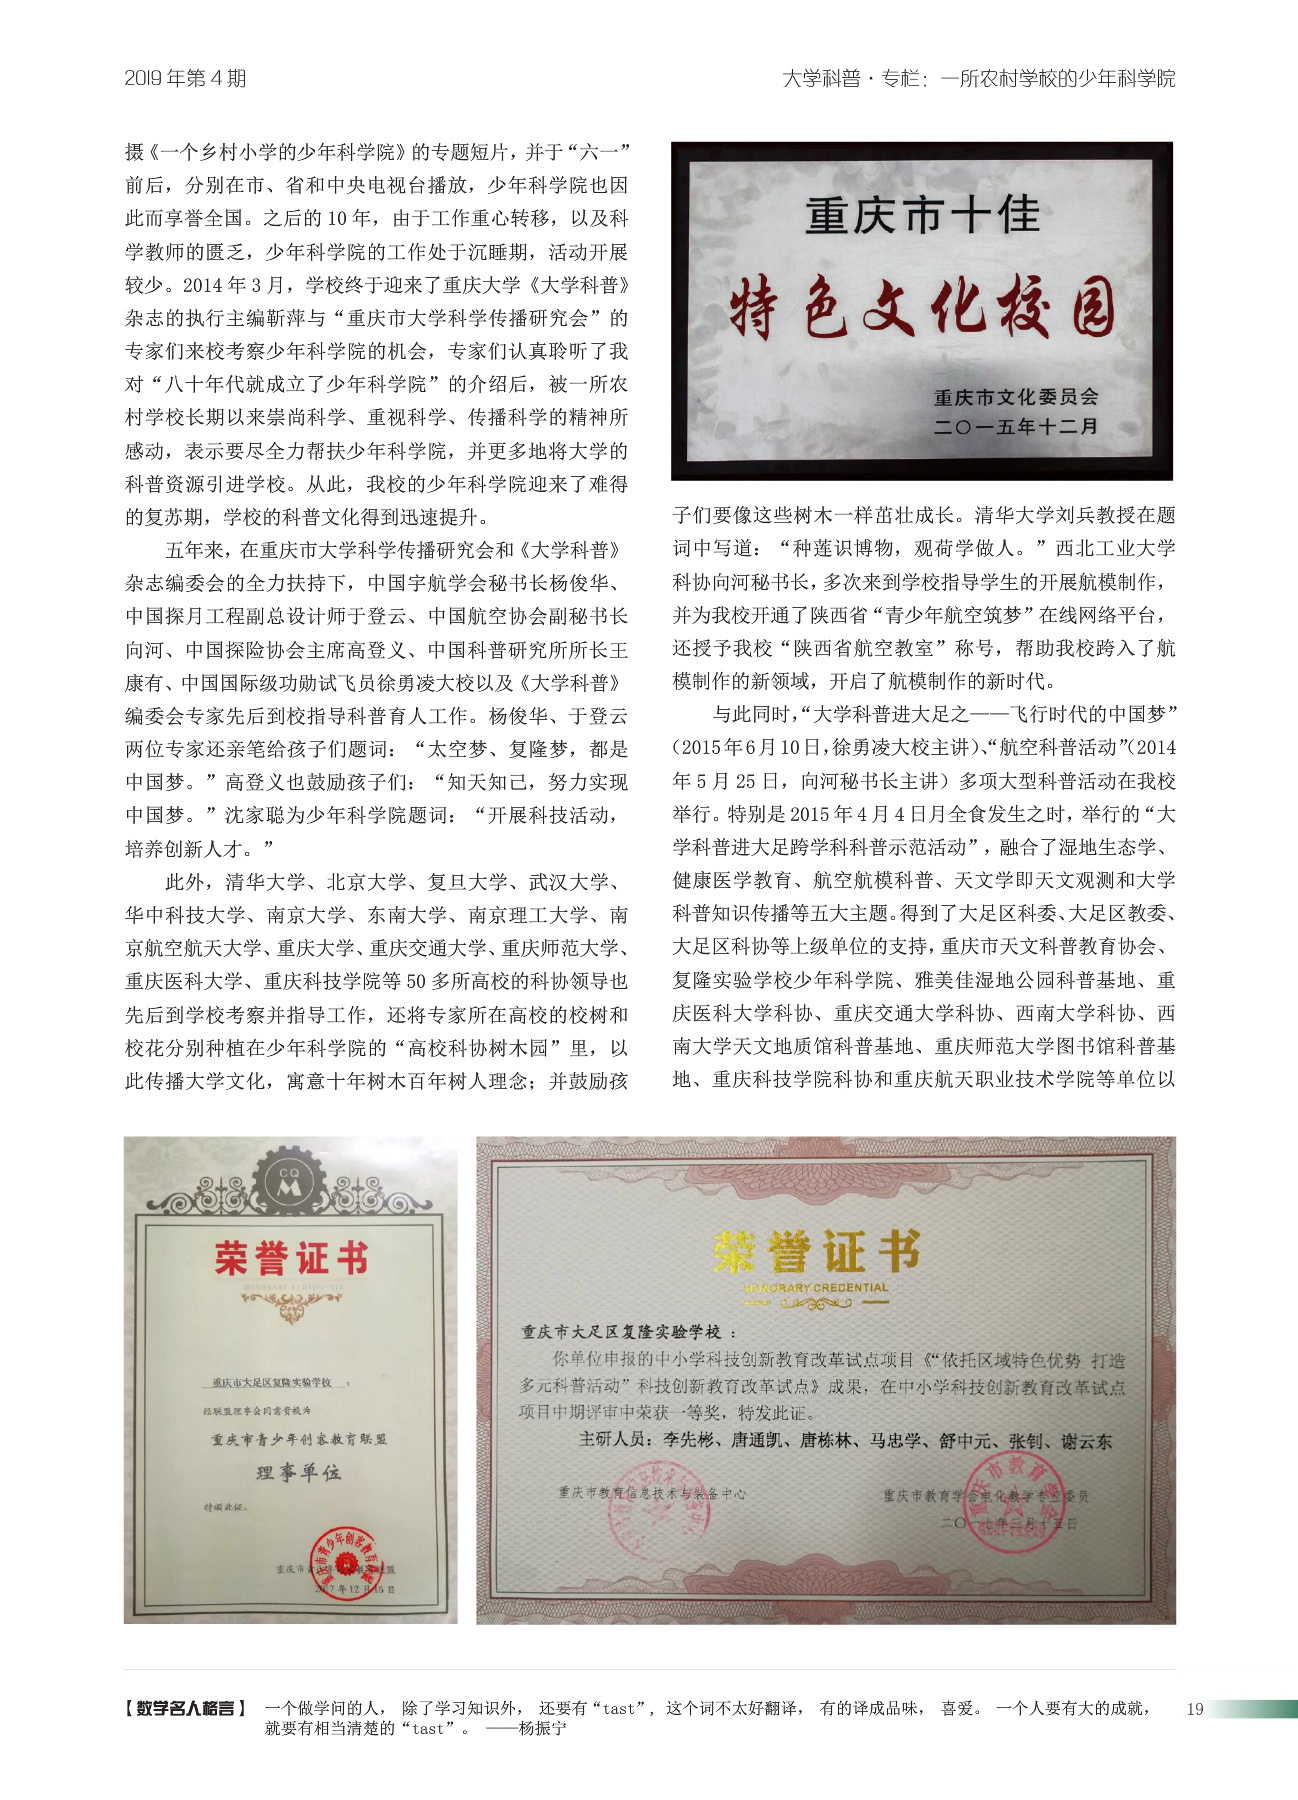 2019 年第 4 期
大学科普·专栏：一所农村学校的少年科学院
摄《一个乡村小学的少年科学院》的专题短片，并于“六一”
前后，分别在市、省和中央电视台播放，少年科学院也因
此而享誉全国。之后的 10 年，由于工作重心转移，以及科
学教师的匮乏，少年科学院的工作处于沉睡期，活动开展
较少。2014 年 3 月，学校终于迎来了重庆大学《大学科普》
杂志的执行主编靳萍与“重庆市大学科学传播研究会”的
专家们来校考察少年科学院的机会，专家们认真聆听了我
对“八十年代就成立了少年科学院”的介绍后，被一所农
村学校长期以来崇尚科学、重视科学、传播科学的精神所
感动，表示要尽全力帮扶少年科学院，并更多地将大学的
科普资源引进学校。从此，我校的少年科学院迎来了难得
的复苏期，学校的科普文化得到迅速提升。
五年来，在重庆市大学科学传播研究会和《大学科普》
杂志编委会的全力扶持下，中国宇航学会秘书长杨俊华、
中国探月工程副总设计师于登云、中国航空协会副秘书长
向河、中国探险协会主席高登义、中国科普研究所所长王
康有、中国国际级功勋试飞员徐勇凌大校以及《大学科普》
编委会专家先后到校指导科普育人工作。杨俊华、于登云
两位专家还亲笔给孩子们题词：“太空梦、复隆梦，都是
中国梦。”高登义也鼓励孩子们：“知天知己，努力实现
中国梦。”沈家聪为少年科学院题词：“开展科技活动，
培养创新人才。”
此外，清华大学、北京大学、复旦大学、武汉大学、
华中科技大学、南京大学、东南大学、南京理工大学、南
京航空航天大学、重庆大学、重庆交通大学、重庆师范大学、
重庆医科大学、重庆科技学院等 50 多所高校的科协领导也
先后到学校考察并指导工作，还将专家所在高校的校树和
校花分别种植在少年科学院的“高校科协树木园”里，以
此传播大学文化，寓意十年树木百年树人理念；并鼓励孩
重庆市十佳
特色文化校园
重庆市文化委员会
二〇一五年十二月
子们要像这些树木一样茁壮成长。清华大学刘兵教授在题
词中写道：“种莲识博物，观荷学做人。”西北工业大学
科协向河秘书长，多次来到学校指导学生的开展航模制作，
并为我校开通了陕西省“青少年航空筑梦”在线网络平台，
还授予我校“陕西省航空教室”称号，帮助我校跨入了航
模制作的新领域，开启了航模制作的新时代。
与此同时，“大学科普进大足之——飞行时代的中国梦”
（2015年6月10日，徐勇凌大校主讲）、“航空科普活动”（2014
年 5 月 25 日，向河秘书长主讲）多项大型科普活动在我校
举行。特别是 2015 年 4 月 4 日月全食发生之时，举行的“大
学科普进大足跨学科科普示范活动”，融合了湿地生态学、
健康医学教育、航空航模科普、天文学即天文观测和大学
科普知识传播等五大主题。得到了大足区科委、大足区教委、
大足区科协等上级单位的支持，重庆市天文科普教育协会、
复隆实验学校少年科学院、雅美佳湿地公园科普基地、重
庆医科大学科协、重庆交通大学科协、西南大学科协、西
南大学天文地质馆科普基地、重庆师范大学图书馆科普基
地、重庆科技学院科协和重庆航天职业技术学院等单位以
CQ
M
荣誉证书
HONORARY CERTIFICATE
重庆市大足区复隆实验学校：
经联盟理事会同意贵校为
重庆市青少年创客教育联盟
理事单位
特颁此证。
2017 年 12 月 15 日
荣誉证书
HONORARY CREDENTIAL
重庆市大足区复隆实验学校：
你单位申报的中小学科技创新教育改革试点项目《“依托区域特色优势 打造
多元科普活动”科技创新教育改革试点》成果，在中小学科技创新教育改革试点
项目中期评审中荣获一等奖，特发此证。
主研人员：李先彬、唐通凯、唐栋林、马忠学、舒中元、张钊、谢云东
重庆市教育信息技术与装备中心
重庆市教育学会电化教学专业委员
【数学名人格言】 一个做学问的人， 除了学习知识外， 还要有“tast”， 这个词不太好翻译， 有的译成品味， 喜爱。 一个人要有大的成就，
就要有相当清楚的“tast”。 ——杨振宁
19